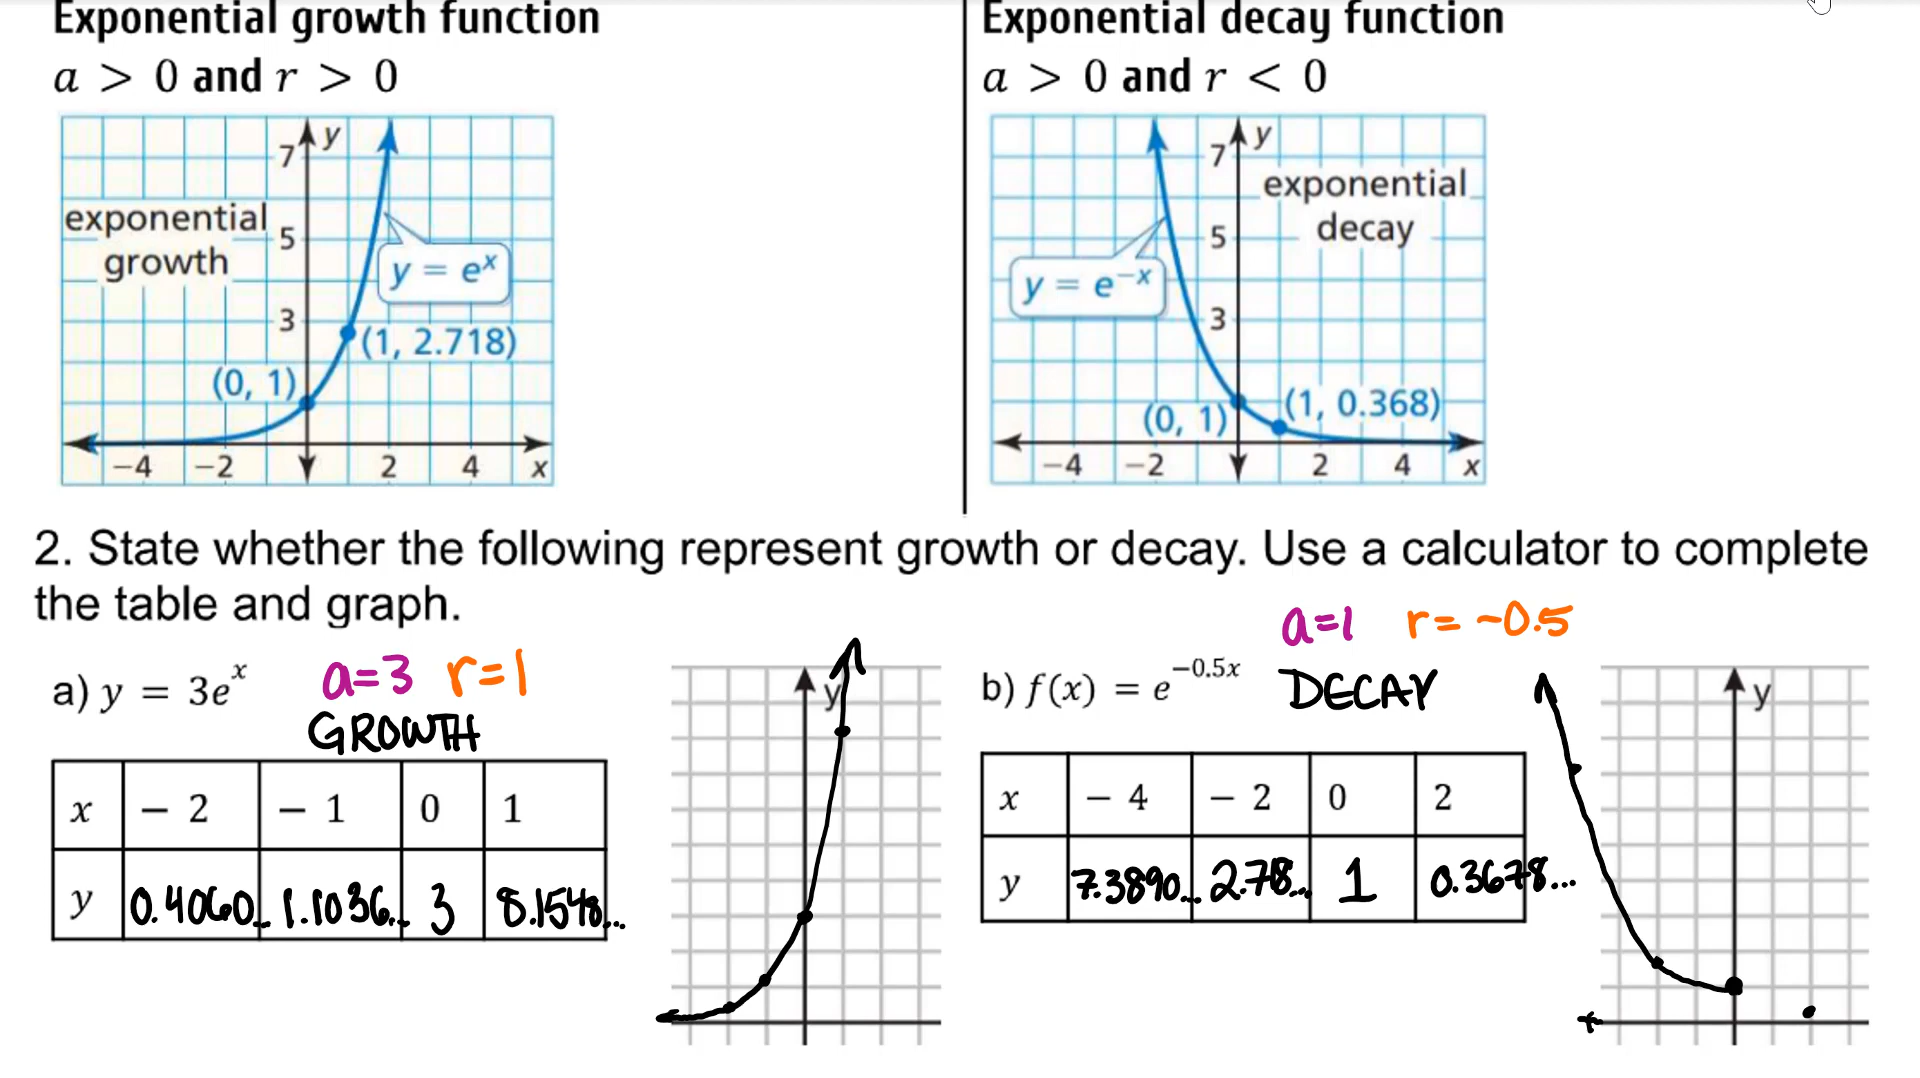 Exponential growth function
a > 0 and r > 0
7 y
exponential growth
5
y = eˣ
3
(1, 2.718)
(0, 1)
−4 −2 2 4 x
Exponential decay function
a > 0 and r < 0
7 y
exponential
decay
5
y = e⁻ˣ
3
(0, 1) (1, 0.368)
−4 −2 2 4 x
2. State whether the following represent growth or decay. Use a calculator to complete
the table and graph.
a) y = 3eˣ a=3 r=1
GROWTH
x − 2 − 1 0 1
y 0.4060... 1.1036... 3 8.1548...
y
a=1 r= -0.5
b) f(x) = e^−0.5x DECAY
x − 4 − 2 0 2
y 7.3890... 2.718... 1 0.3678...
y